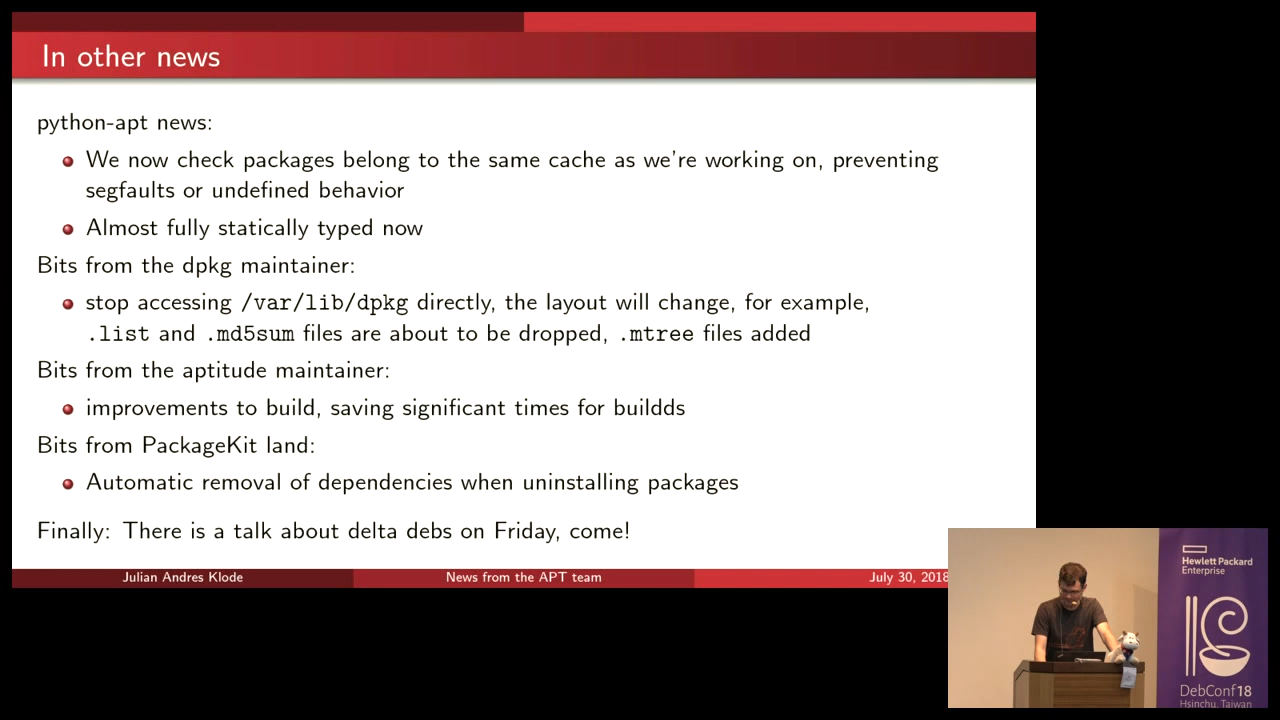 In other news
python-apt news:
We now check packages belong to the same cache as we're working on, preventing
segfaults or undefined behavior
Almost fully statically typed now
Bits from the dpkg maintainer:
stop accessing /var/lib/dpkg directly, the layout will change, for example,
.list and .md5sum files are about to be dropped, .mtree files added
Bits from the aptitude maintainer:
improvements to build, saving significant times for buildds
Bits from PackageKit land:
Automatic removal of dependencies when uninstalling packages
Finally: There is a talk about delta debs on Friday, come!
Julian Andres Klode
News from the APT team
July 30, 2018
Hewlett Packard
Enterprise
DebConf18
Hsinchu, Taiwan